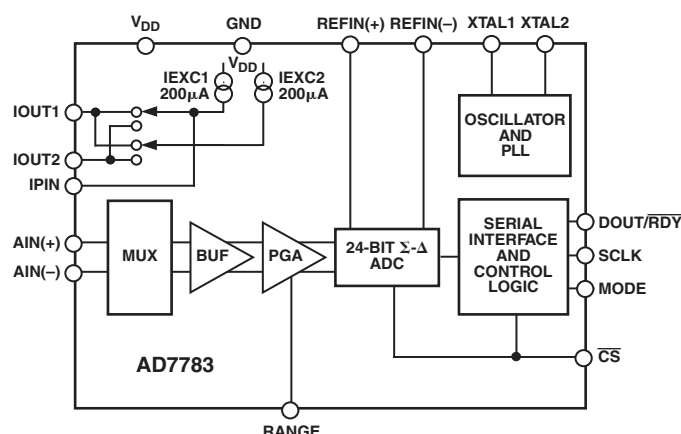 VDD
GND
REFIN(+)
REFIN(–)
XTAL1
XTAL2
VDD
IEXC1
200µA
IEXC2
200µA
IOUT1
IOUT2
IPIN
OSCILLATOR
AND
PLL
AIN(+)
AIN(–)
MUX
BUF
PGA
24-BIT Σ-Δ
ADC
SERIAL
INTERFACE
AND
CONTROL
LOGIC
DOUT/RDY
SCLK
MODE
CS
AD7783
RANGE